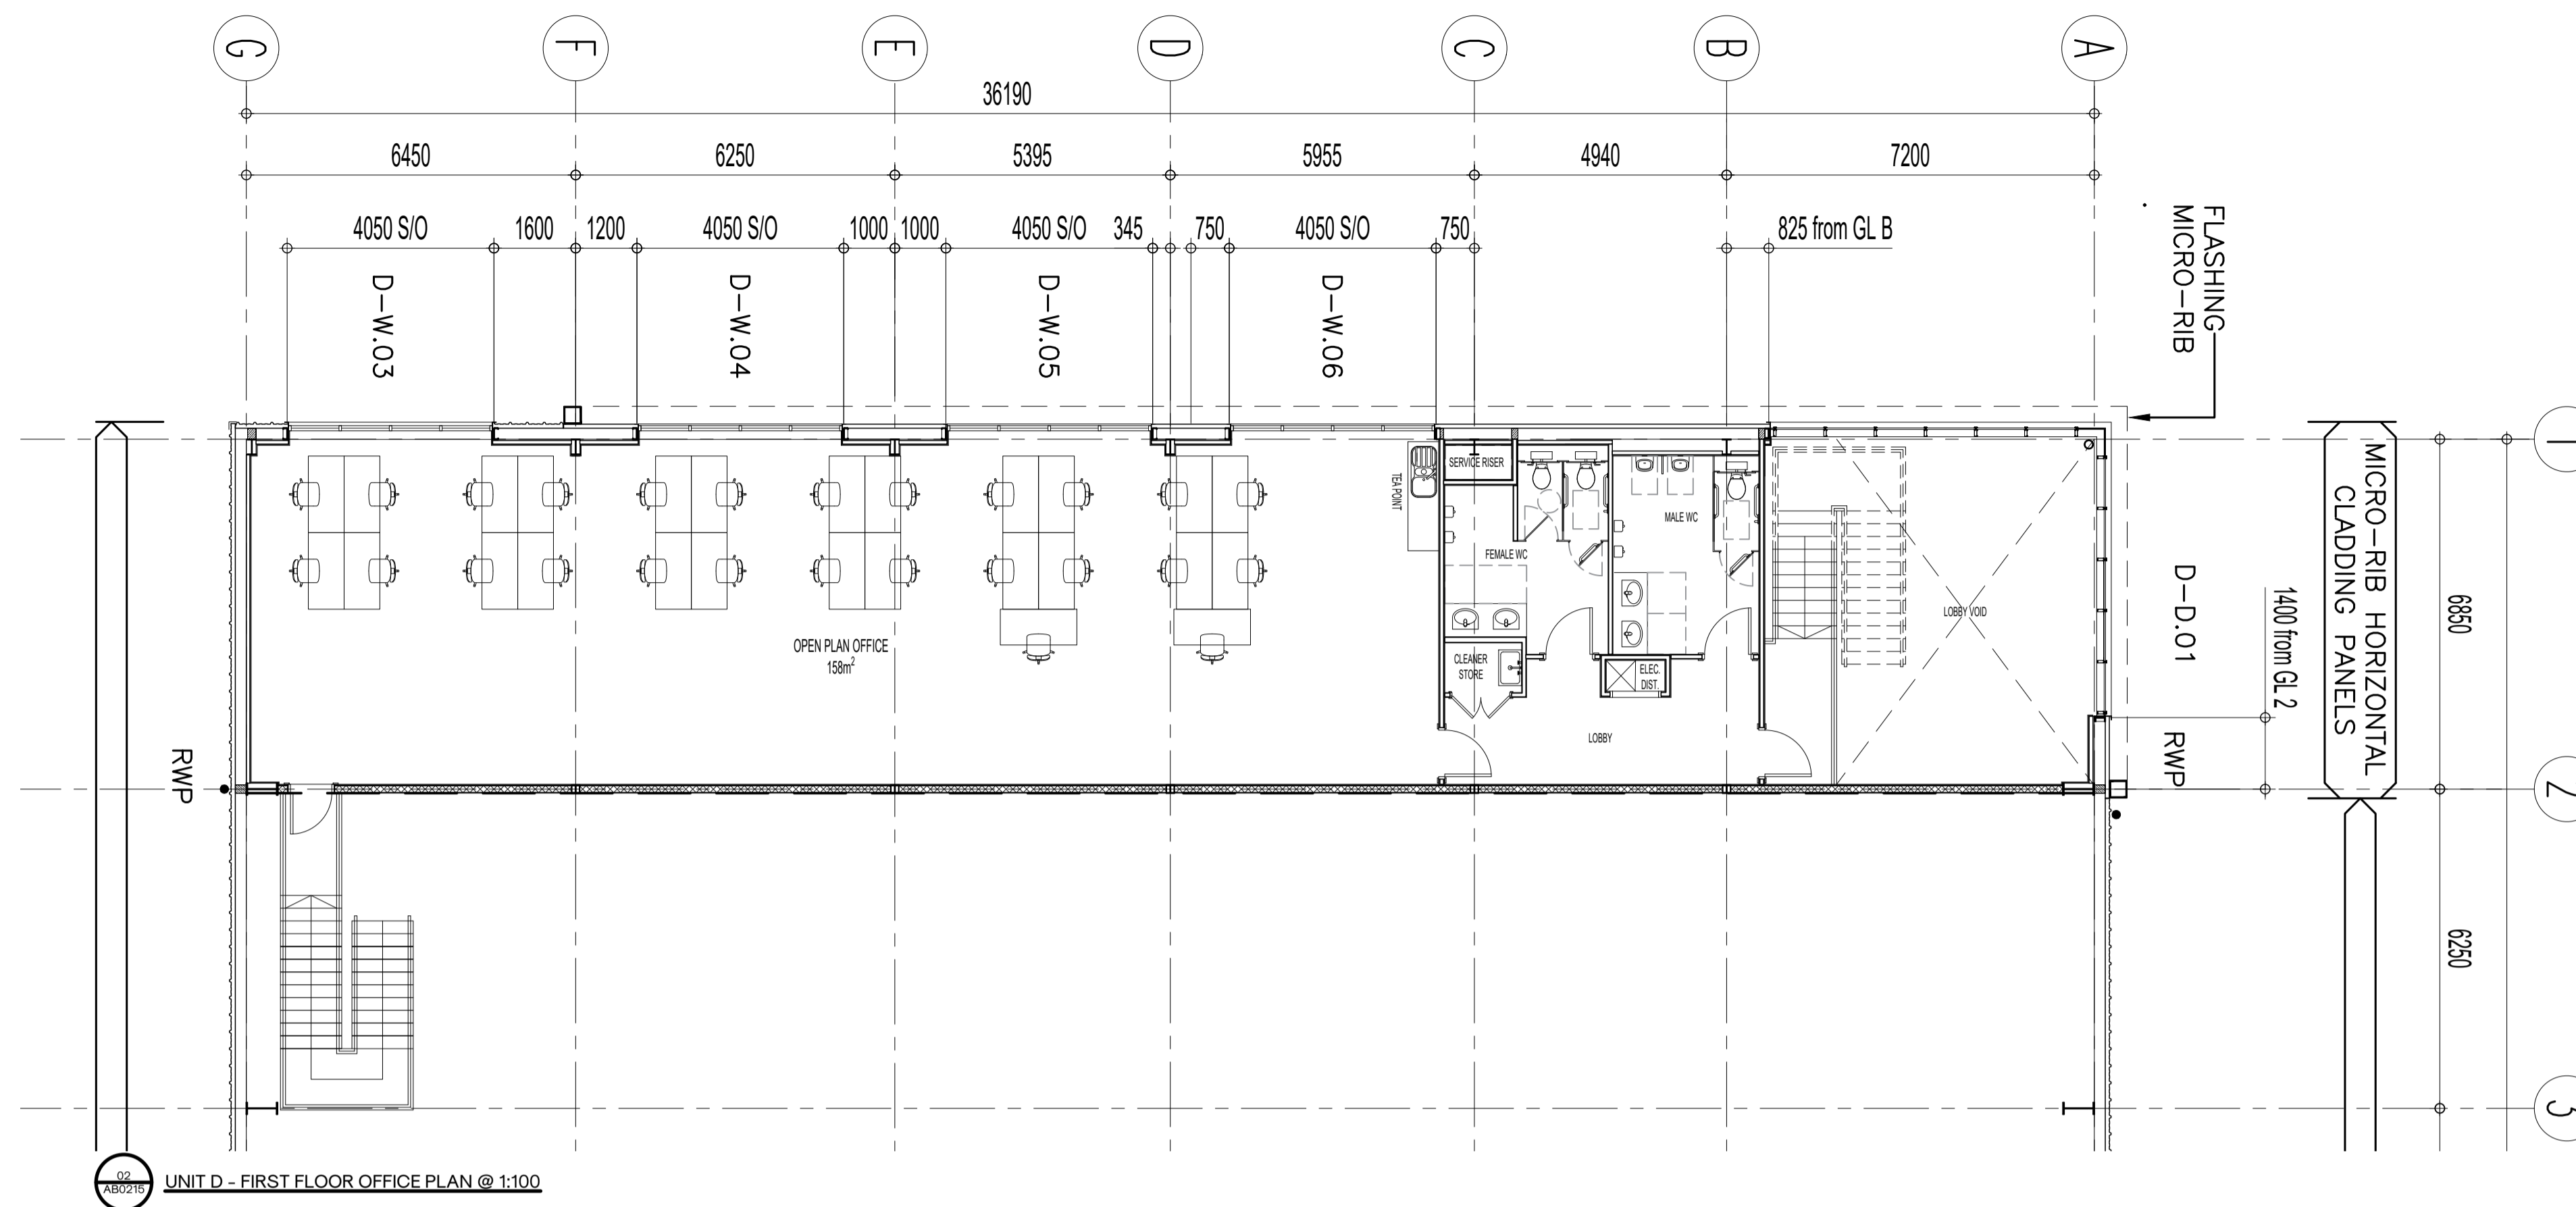 G
F
E
D
C
B
A
36190
6450
6250
5395
5955
4940
7200
4050 S/O
1600
1200
4050 S/O
1000
1000
4050 S/O
345
750
4050 S/O
750
825 from GL B
D-W.03
D-W.04
D-W.05
D-W.06
FLASHING
MICRO-RIB
1
MICRO-RIB HORIZONTAL
CLADDING PANELS
SERVICE RISER
TEA POINT
MALE WC
FEMALE WC
D-D.01
1400 from GL 2
6850
LOBBY VOID
OPEN PLAN OFFICE
158m²
CLEANER
STORE
ELEC.
DIST.
LOBBY
RWP
RWP
2
6250
3
02
AB0215
UNIT D - FIRST FLOOR OFFICE PLAN @ 1:100